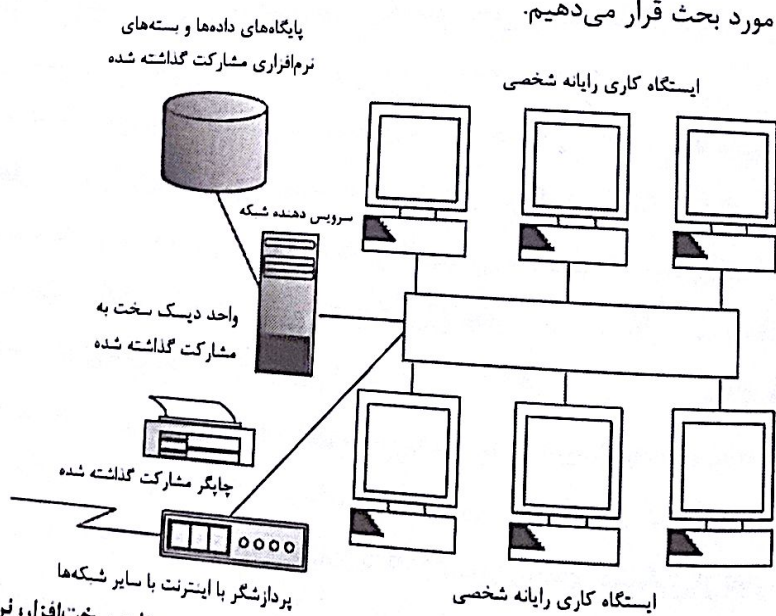 مورد بحث قرار می‌دهیم.
پایگاه‌های داده‌ها و بسته‌های
نرم‌افزاری مشارکت گذاشته شده
ایستگاه کاری رایانه شخصی
سرویس دهنده شبکه
واحد دیسک سخت به
مشارکت گذاشته شده
چاپگر مشارکت گذاشته شده
پردازشگر با اینترنت با سایر شبکه‌ها
ایستگاه کاری رایانه شخصی